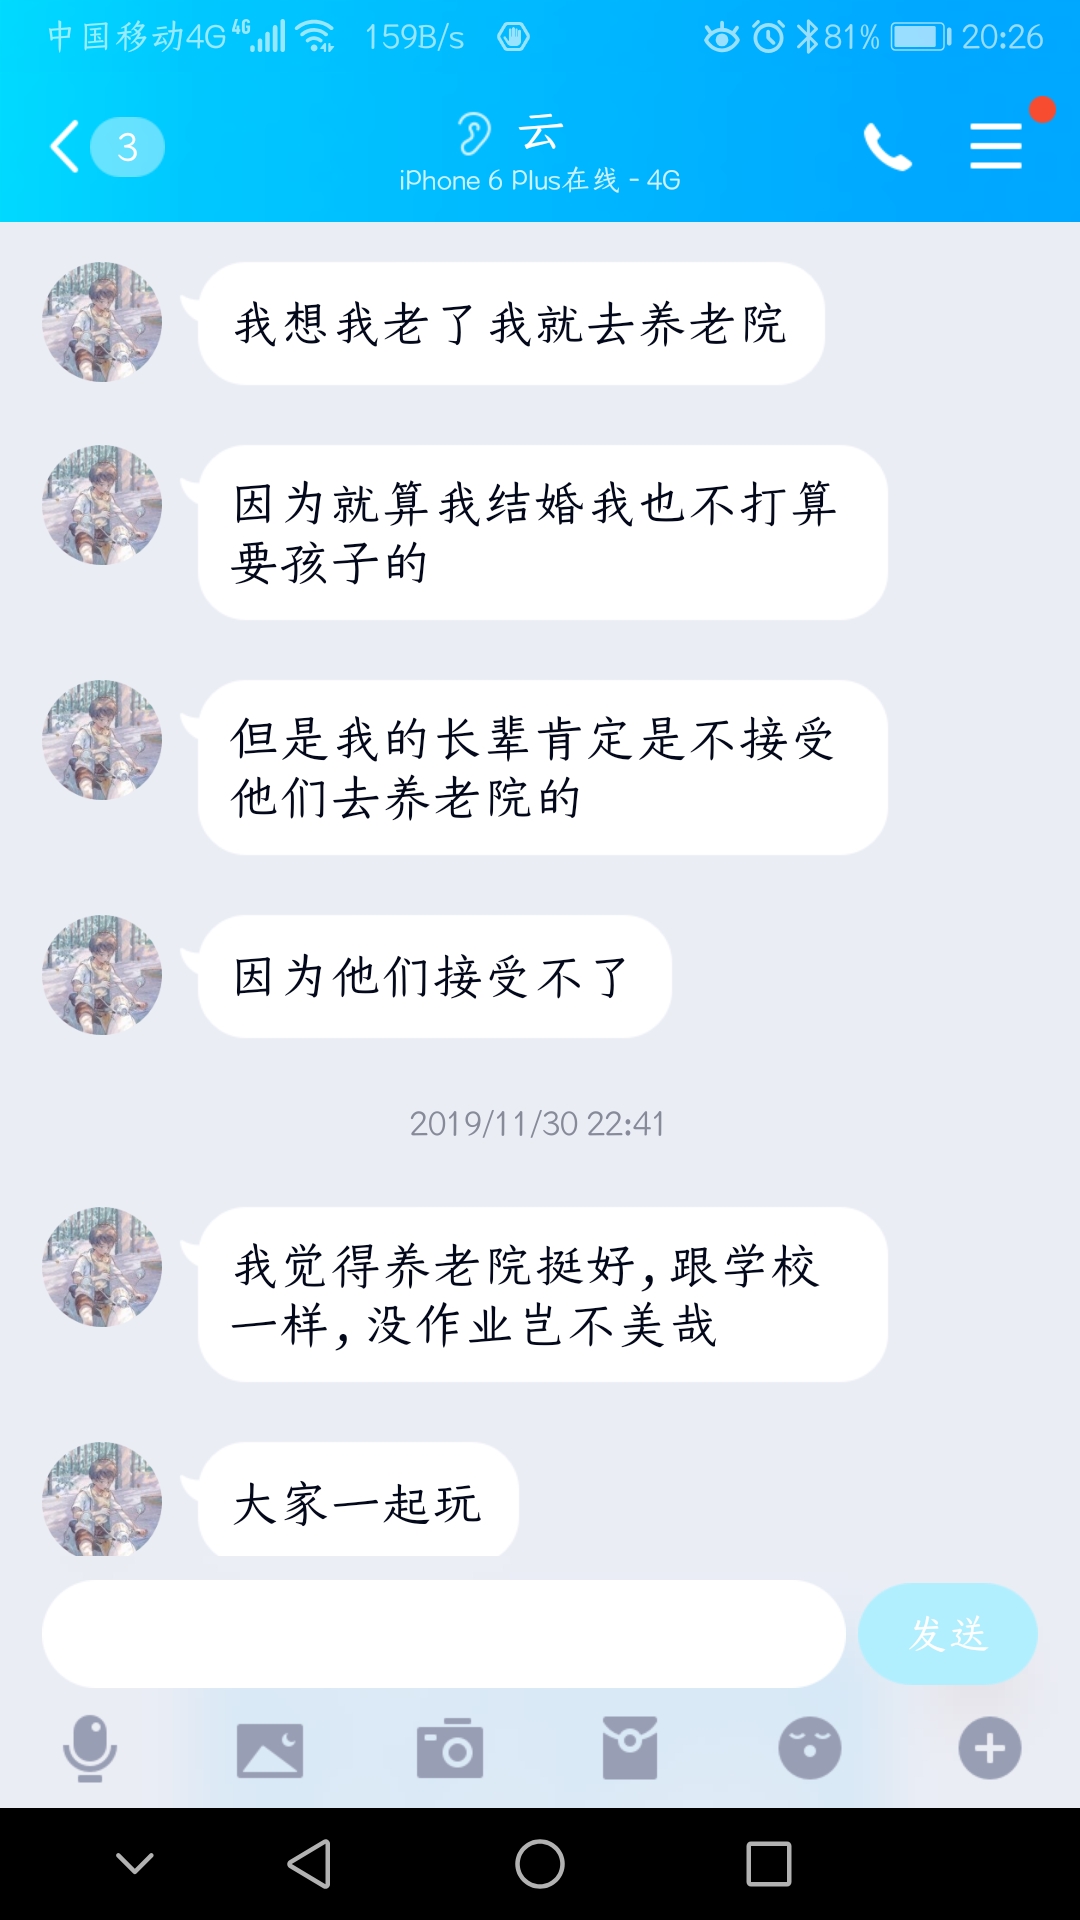 中国移动4G 4G 159B/s 81% 20:26
3 云
iPhone 6 Plus在线 - 4G
我想我老了我就去养老院
因为就算我结婚我也不打算
要孩子的
但是我的长辈肯定是不接受
他们去养老院的
因为他们接受不了
2019/11/30 22:41
我觉得养老院挺好,跟学校
一样,没作业岂不美哉
大家一起玩
发送